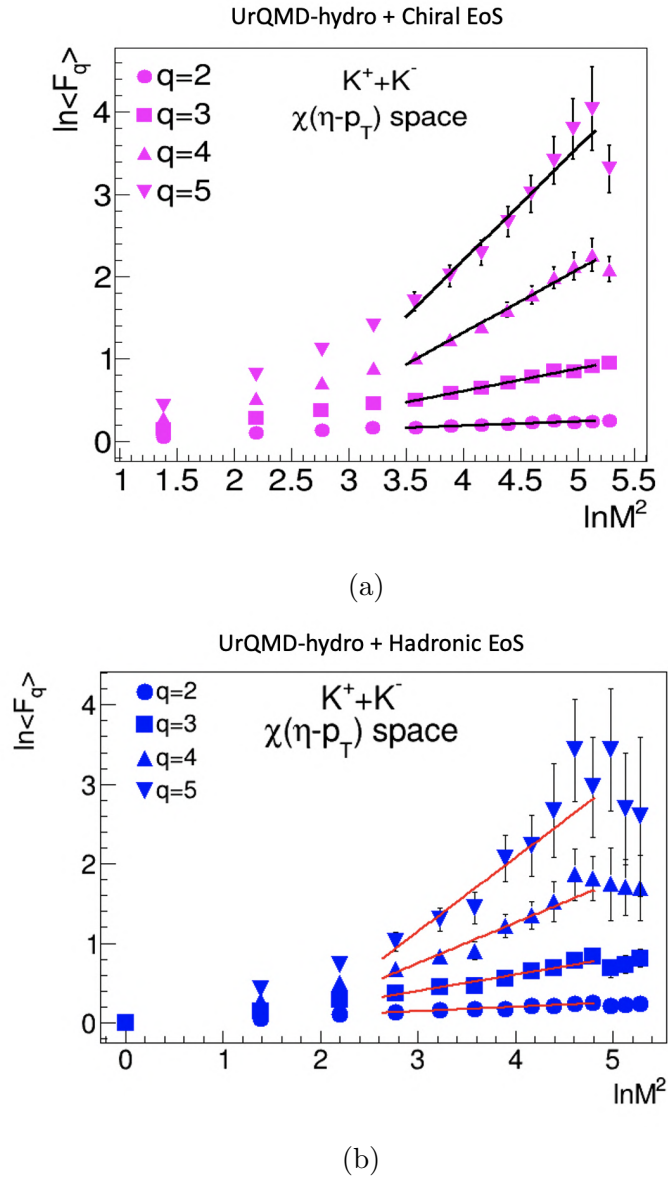 UrQMD-hydro + Chiral EoS
ln<F_q>
q=2
q=3
q=4
q=5
K⁺+K⁻
χ(η-p_T) space
4
3
2
1
0
1 1.5 2 2.5 3 3.5 4 4.5 5 5.5
lnM²
(a)
UrQMD-hydro + Hadronic EoS
ln<F_q>
q=2
q=3
q=4
q=5
K⁺+K⁻
χ(η-p_T) space
4
3
2
1
0
0 1 2 3 4 5
lnM²
(b)